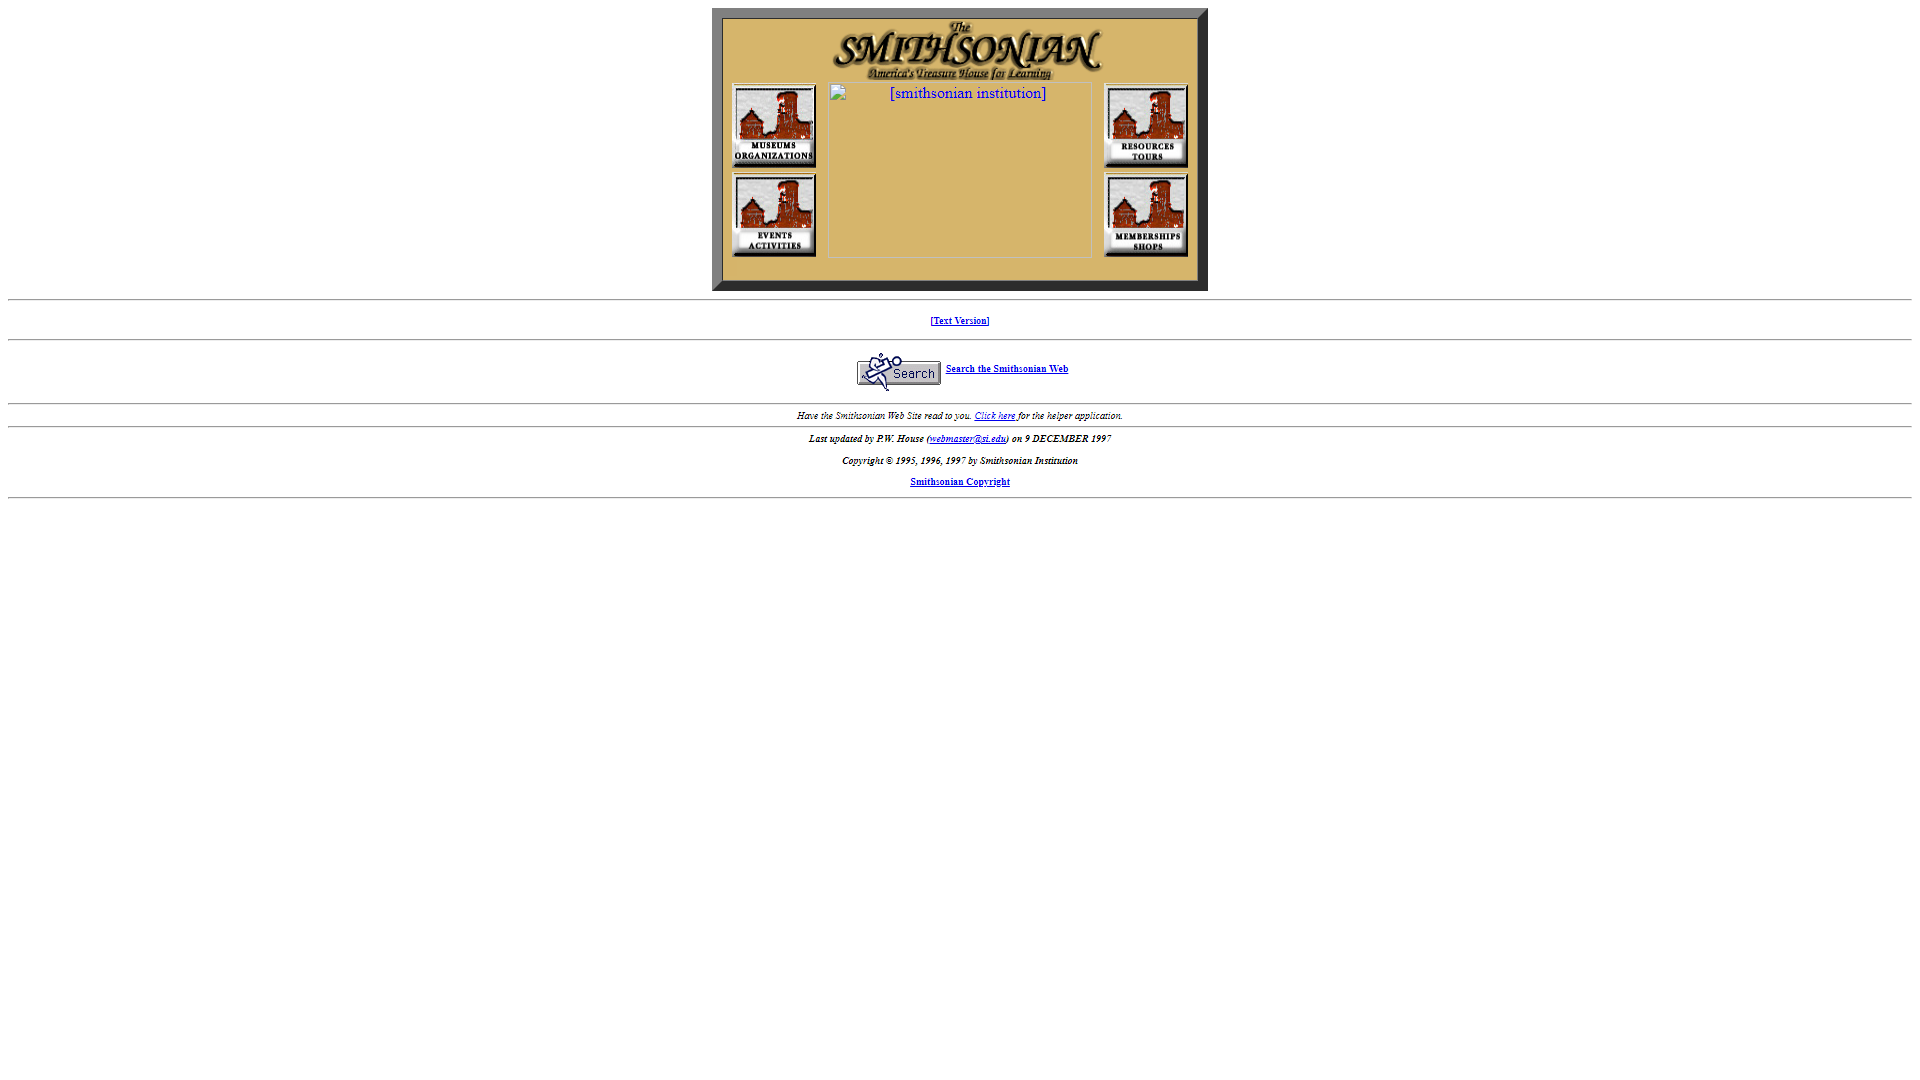 The
SMITHSONIAN
America's Treasure House for Learning
[smithsonian institution]
MUSEUMS
ORGANIZATIONS
RESOURCES
TOURS
EVENTS
ACTIVITIES
MEMBERSHIPS
SHOPS
[Text Version]
Search Search the Smithsonian Web
Have the Smithsonian Web Site read to you. Click here for the helper application.
Last updated by P.W. House (webmaster@si.edu) on 9 DECEMBER 1997
Copyright © 1995, 1996, 1997 by Smithsonian Institution
Smithsonian Copyright